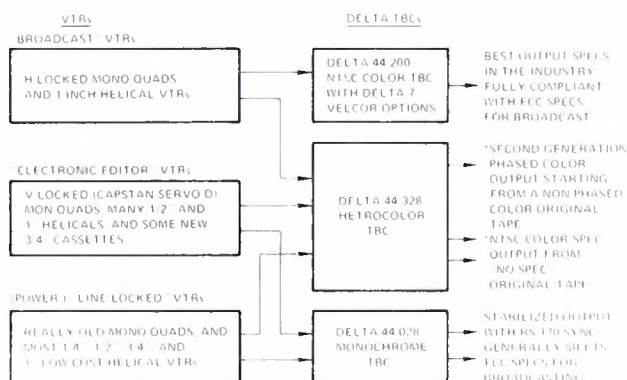 VTRs
BROADCAST VTRs
H LOCKED MONO QUADS
AND 1 INCH HELICAL VTRs
"ELECTRONIC EDITOR" VTRs
V LOCKED (CAPSTAN SERVO'D)
MON QUADS, MANY 1/2" AND
1" HELICALS, AND SOME NEW
3/4" CASSETTES
(POWER) LINE LOCKED VTRs
REALLY OLD MONO QUADS, AND
MOST 1/4", 1/2", 3/4", AND
1" LOW COST HELICAL VTRs
DELTA TBCs
DELTA 44 200
NTSC COLOR TBC
WITH DELTA 7
VELCOR OPTIONS
DELTA 44 328
HETROCOLOR
TBC
DELTA 44 028
MONOCHROME
TBC
BEST OUTPUT SPECS
IN THE INDUSTRY
FULLY COMPLIANT
WITH FCC SPECS
FOR BROADCAST
*SECOND GENERATION
PHASED COLOR
OUTPUT STARTING
FROM A NON PHASED
COLOR ORIGINAL
TAPE
*NTSC COLOR SPEC
OUTPUT FROM
"NO SPEC"
ORIGINAL TAPE
STABILIZED OUTPUT
WITH RS 170 SYNC
GENERALLY MEETS
FCC SPECS FOR
BROADCASTING